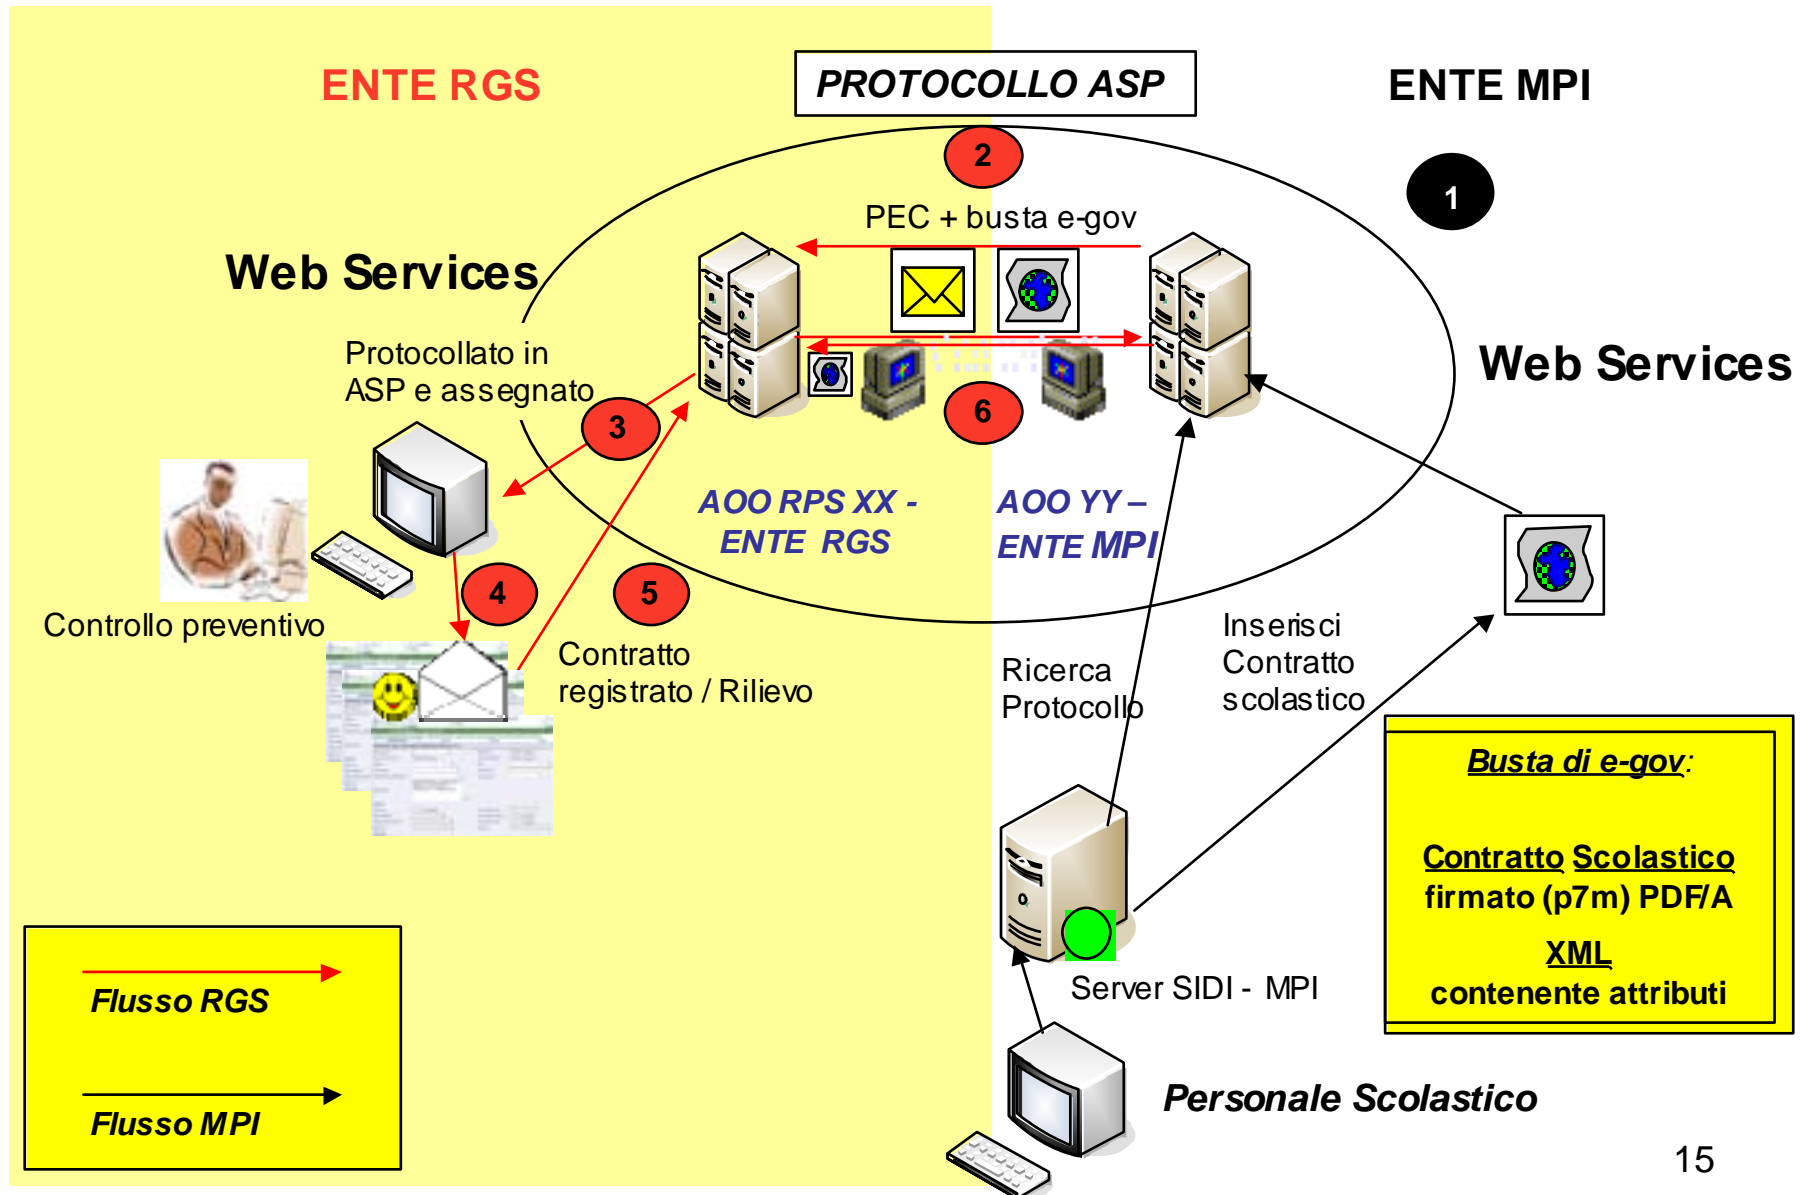 ENTE RGS
PROTOCOLLO ASP
ENTE MPI
2
1
PEC + busta e-gov
Web Services
Protocollato in
ASP e assegnato
Web Services
3
6
AOO RPS XX -
ENTE RGS
AOO YY –
ENTE MPI
4
5
Controllo preventivo
Contratto
registrato / Rilievo
Ricerca
Protocollo
Inserisci
Contratto
scolastico
Busta di e-gov:
Contratto Scolastico
firmato (p7m) PDF/A
XML
contenente attributi
Server SIDI - MPI
Flusso RGS
Flusso MPI
Personale Scolastico
15